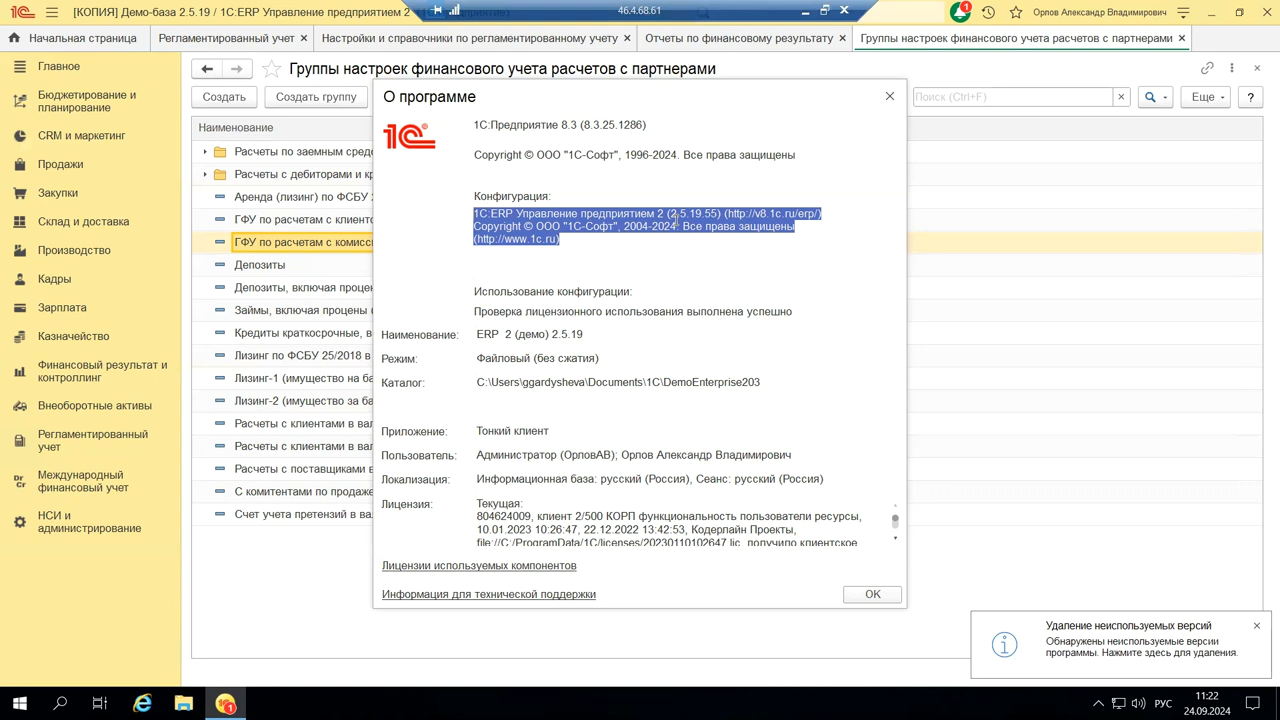 [КОПИЯ] Демо-база 2.5.19 / 1С:ERP Управление предприятием 2
46.4.68.61
1
Орлов Александр Владимирович
Начальная страница
Регламентированный учет ×
Настройки и справочники по регламентированному учету ×
Отчеты по финансовому результату ×
Группы настроек финансового учета расчетов с партнерами ×
Главное
Бюджетирование и
планирование
CRM и маркетинг
Продажи
Закупки
Склад и доставка
Производство
Кадры
Зарплата
Казначейство
Финансовый результат и
контроллинг
Внеоборотные активы
Регламентированный
учет
Международный
финансовый учет
НСИ и
администрирование
Группы настроек финансового учета расчетов с партнерами
Создать
Создать группу
Поиск (Ctrl+F)
Еще
?
Наименование
Расчеты по заемным сред
Расчеты с дебиторами и к
Аренда (лизинг) по ФСБУ
ГФУ по расчетам с клиент
ГФУ по расчетам с комисс
Депозиты
Депозиты, включая процен
Займы, включая проценты (
Кредиты краткосрочные, в
Лизинг по ФСБУ 25/2018 в
Лизинг-1 (имущество на ба
Лизинг-2 (имущество за ба
Расчеты с клиентами в вал
Расчеты с клиентами в вал
Расчеты с поставщиками в
С комитентами по продаже
Счет учета претензий в ва
О программе
1С
1С:Предприятие 8.3 (8.3.25.1286)
Copyright © ООО "1С-Софт", 1996-2024. Все права защищены
Конфигурация:
1С:ERP Управление предприятием 2 (2.5.19.55) (http://v8.1c.ru/erp/)
Copyright © ООО "1С-Софт", 2004-2024. Все права защищены
(http://www.1c.ru)
Использование конфигурации:
Проверка лицензионного использования выполнена успешно
Наименование: ERP 2 (демо) 2.5.19
Режим: Файловый (без сжатия)
Каталог: C:\Users\ggardysheva\Documents\1C\DemoEnterprise203
Приложение: Тонкий клиент
Пользователь: Администратор (ОрловАВ); Орлов Александр Владимирович
Локализация: Информационная база: русский (Россия), Сеанс: русский (Россия)
Лицензия: Текущая:
804624009, клиент 2/500 КОРП функциональность пользователи ресурсы,
10.01.2023 10:26:47, 22.12.2022 13:42:53, Кодерлайн Проекты,
file://C:/ProgramData/1C/licenses/20230110102647.lic, получило клиентское
Лицензии используемых компонентов
Информация для технической поддержки
OK
Удаление неиспользуемых версий
Обнаружены неиспользуемые версии
программы. Нажмите здесь для удаления.
РУС
11:22
24.09.2024